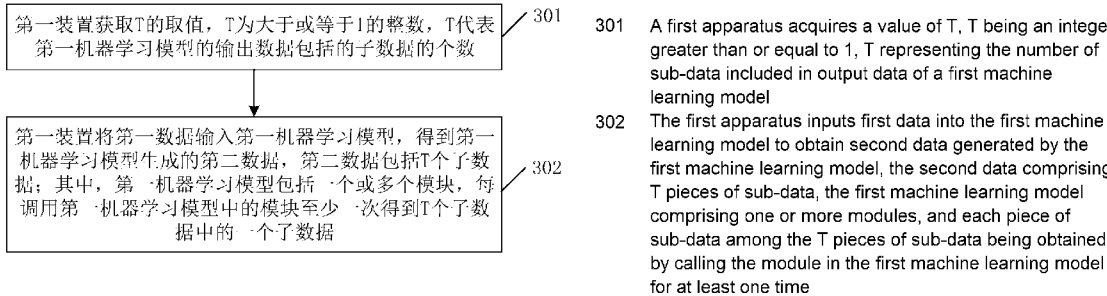 第一装置获取T的取值，T为大于或等于1的整数，T代表
第一机器学习模型的输出数据包括的子数据的个数
301
第一装置将第一数据输入第一机器学习模型，得到第一
机器学习模型生成的第二数据，第二数据包括T个子数
据；其中，第一机器学习模型包括一个或多个模块，每
调用第一机器学习模型中的模块至少一次得到T个子数
据中的一个子数据
302
301 A first apparatus acquires a value of T, T being an intege
greater than or equal to 1, T representing the number of
sub-data included in output data of a first machine
learning model
302 The first apparatus inputs first data into the first machine
learning model to obtain second data generated by the
first machine learning model, the second data comprising
T pieces of sub-data, the first machine learning model
comprising one or more modules, and each piece of
sub-data among the T pieces of sub-data being obtained
by calling the module in the first machine learning model
for at least one time